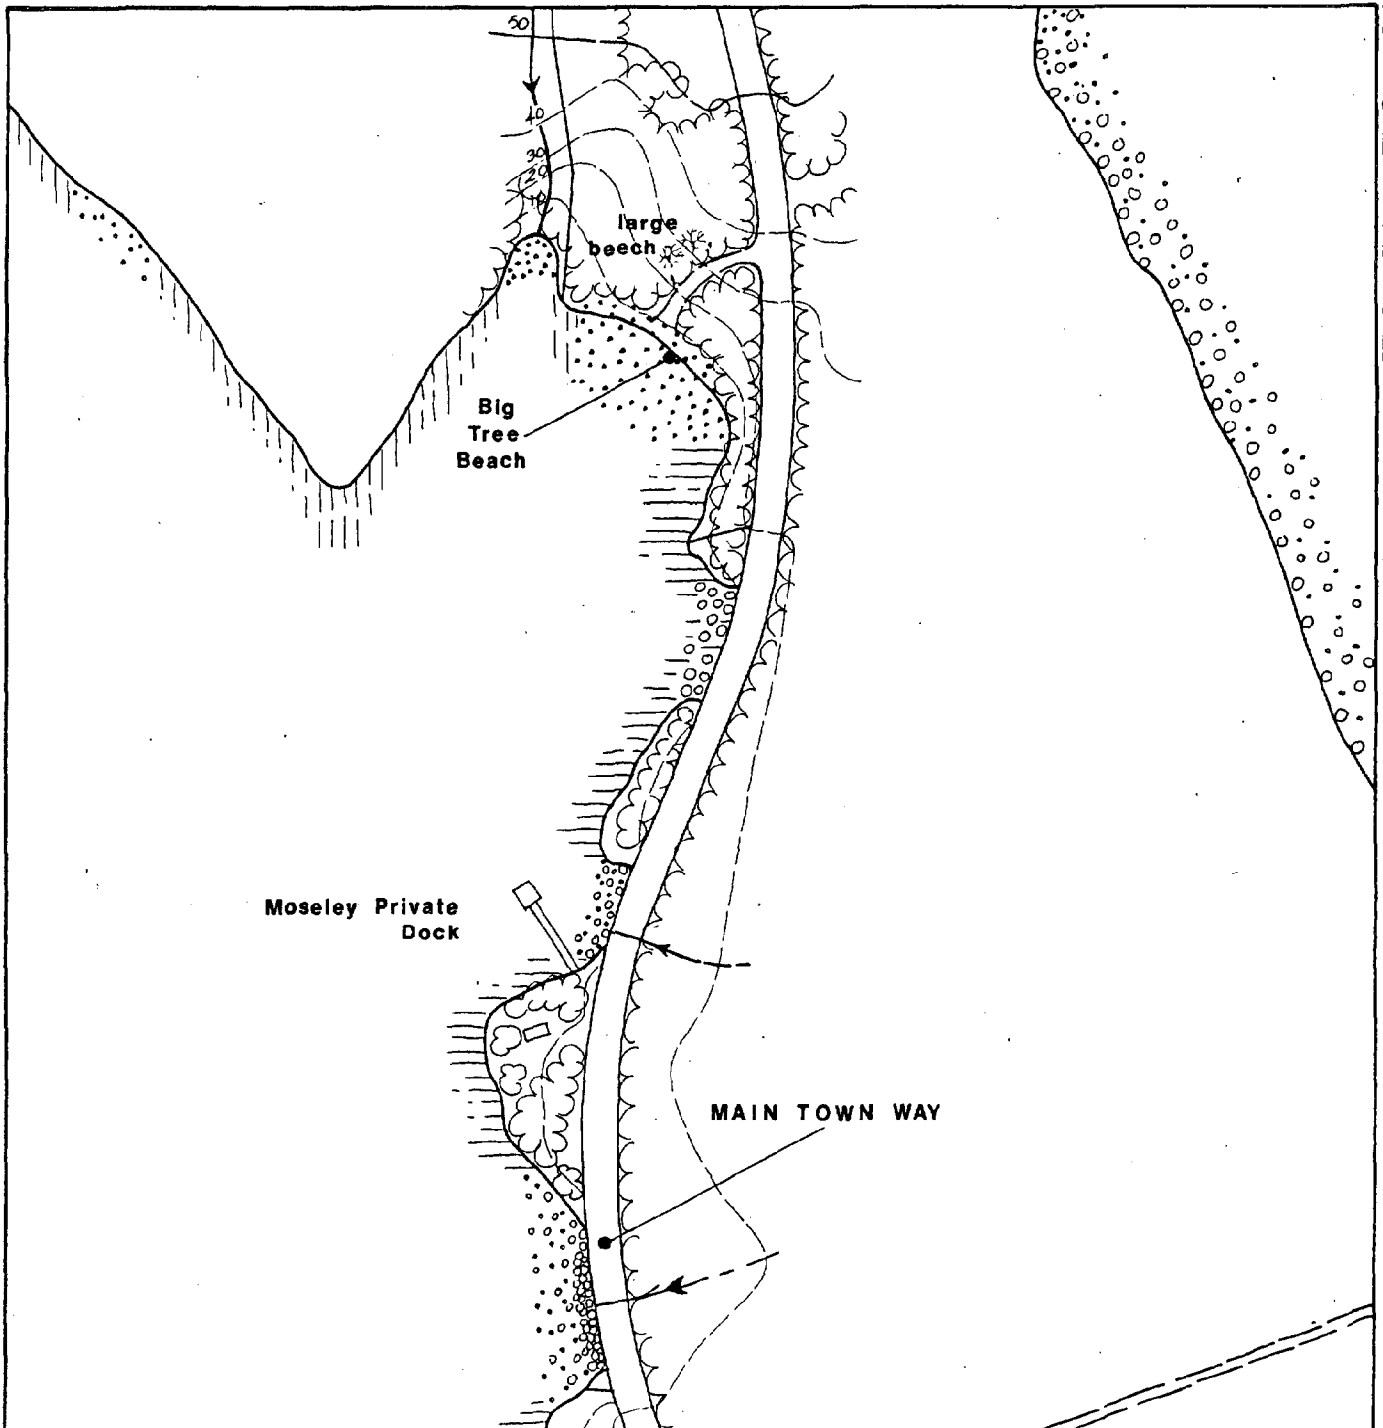 50
40
30
20
10
large
beech
Big
Tree
Beach
Moseley Private
Dock
MAIN TOWN WAY